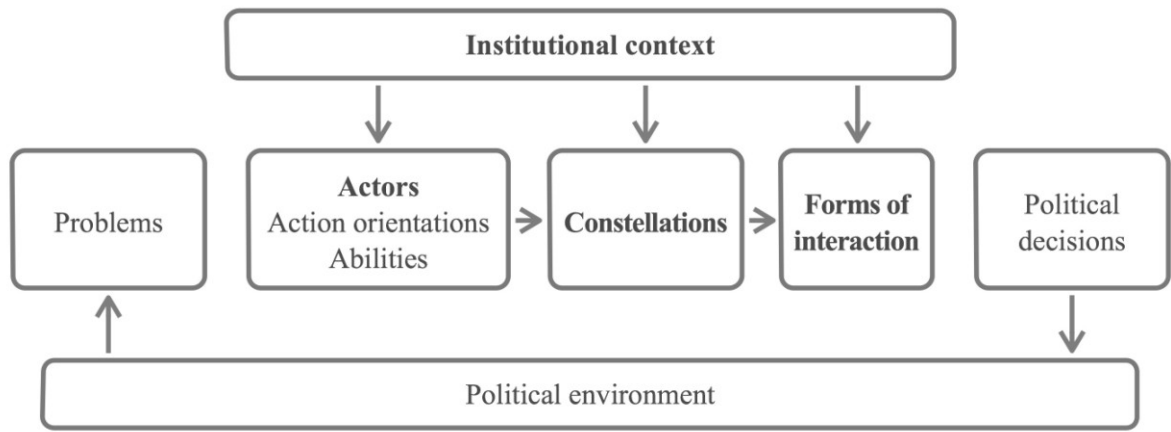 Institutional context
Problems
Actors
Action orientations
Abilities
Constellations
Forms of
interaction
Political
decisions
Political environment